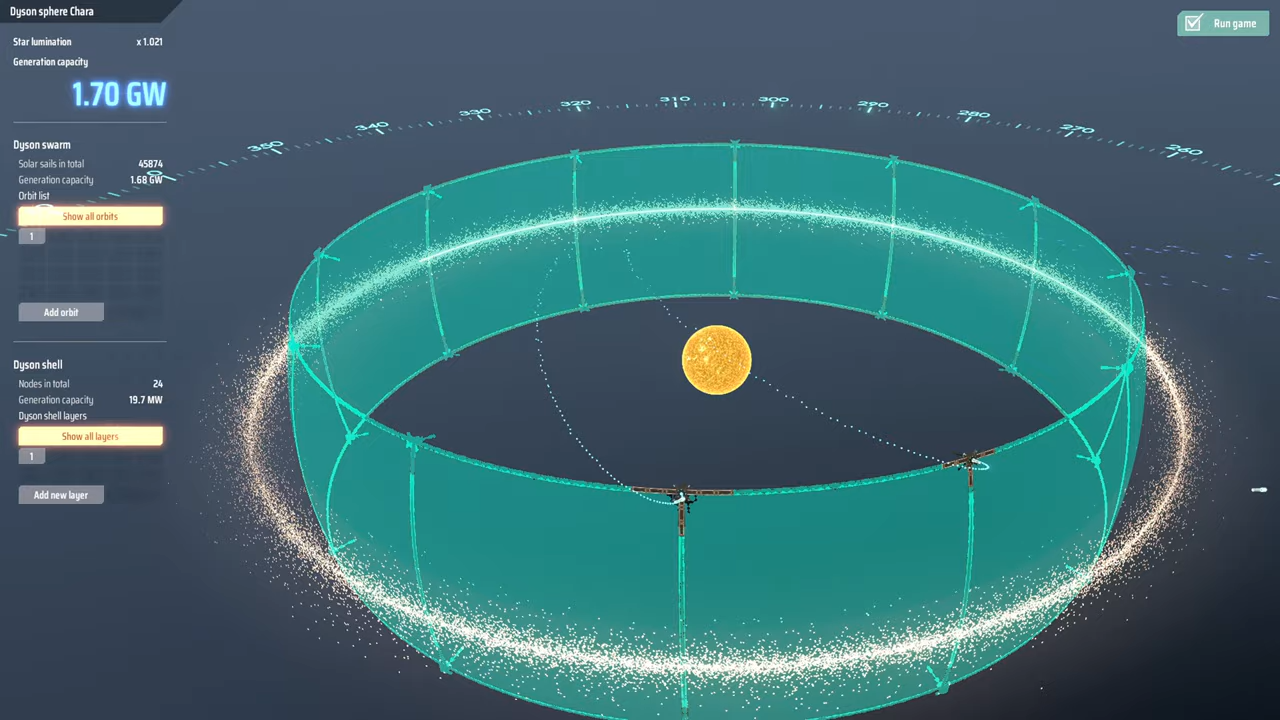 Dyson sphere Chara
Run game
Star lumination x 1.021
Generation capacity
1.70 GW
Dyson swarm
Solar sails in total 45874
Generation capacity 1.68 GW
Orbit list
Show all orbits
1
Add orbit
Dyson shell
Nodes in total 24
Generation capacity 19.7 MW
Dyson shell layers
Show all layers
1
Add new layer
0 350 340 330 320 310 300 290 280 270 260